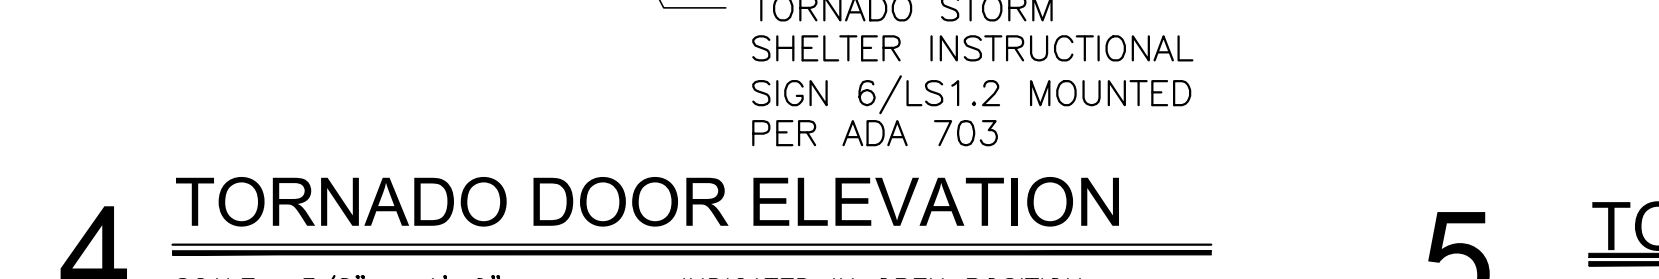 TORNADO STORM
SHELTER INSTRUCTIONAL
SIGN 6/LS1.2 MOUNTED
PER ADA 703
4 TORNADO DOOR ELEVATION
5